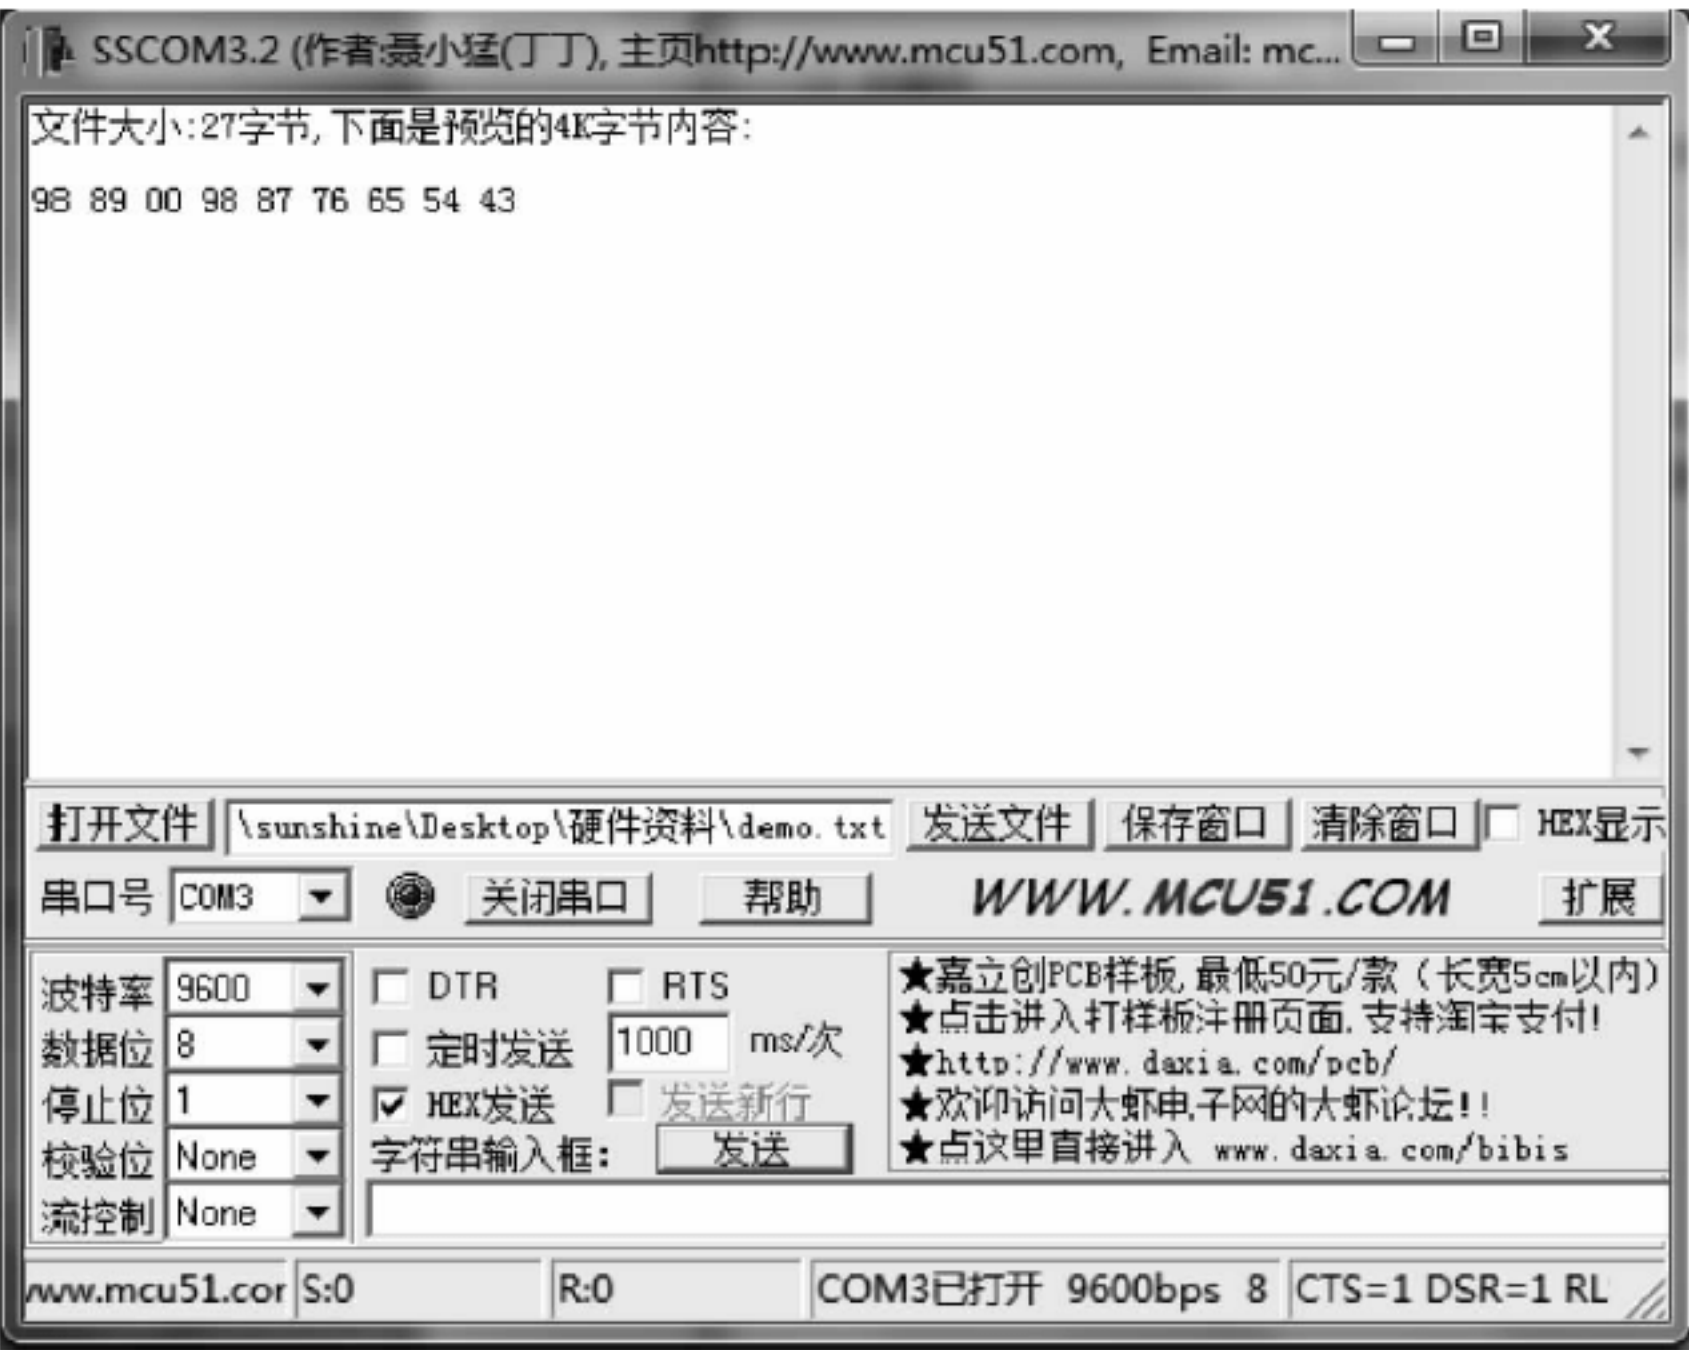 SSCOM3.2 (作者:聂小猛(丁丁), 主页http://www.mcu51.com, Email: mc...
文件大小:27字节,下面是预览的4K字节内容:
98 89 00 98 87 76 65 54 43
打开文件 \sunshine\Desktop\硬件资料\demo.txt 发送文件 保存窗口 清除窗口 HEX显示
串口号 COM3 关闭串口 帮助 WWW.MCU51.COM 扩展
波特率 9600
数据位 8
停止位 1
校验位 None
流控制 None
DTR RTS
定时发送 1000 ms/次
HEX发送 发送新行
字符串输入框: 发送
★嘉立创PCB样板,最低50元/款(长宽5cm以内)
★点击进入打样板注册页面,支持淘宝支付!
★http://www.daxia.com/pcb/
★欢迎访问大虾电子网的大虾论坛!!
★点这里直接进入 www.daxia.com/bibis
www.mcu51.cor S:0 R:0 COM3已打开 9600bps 8 CTS=1 DSR=1 RL